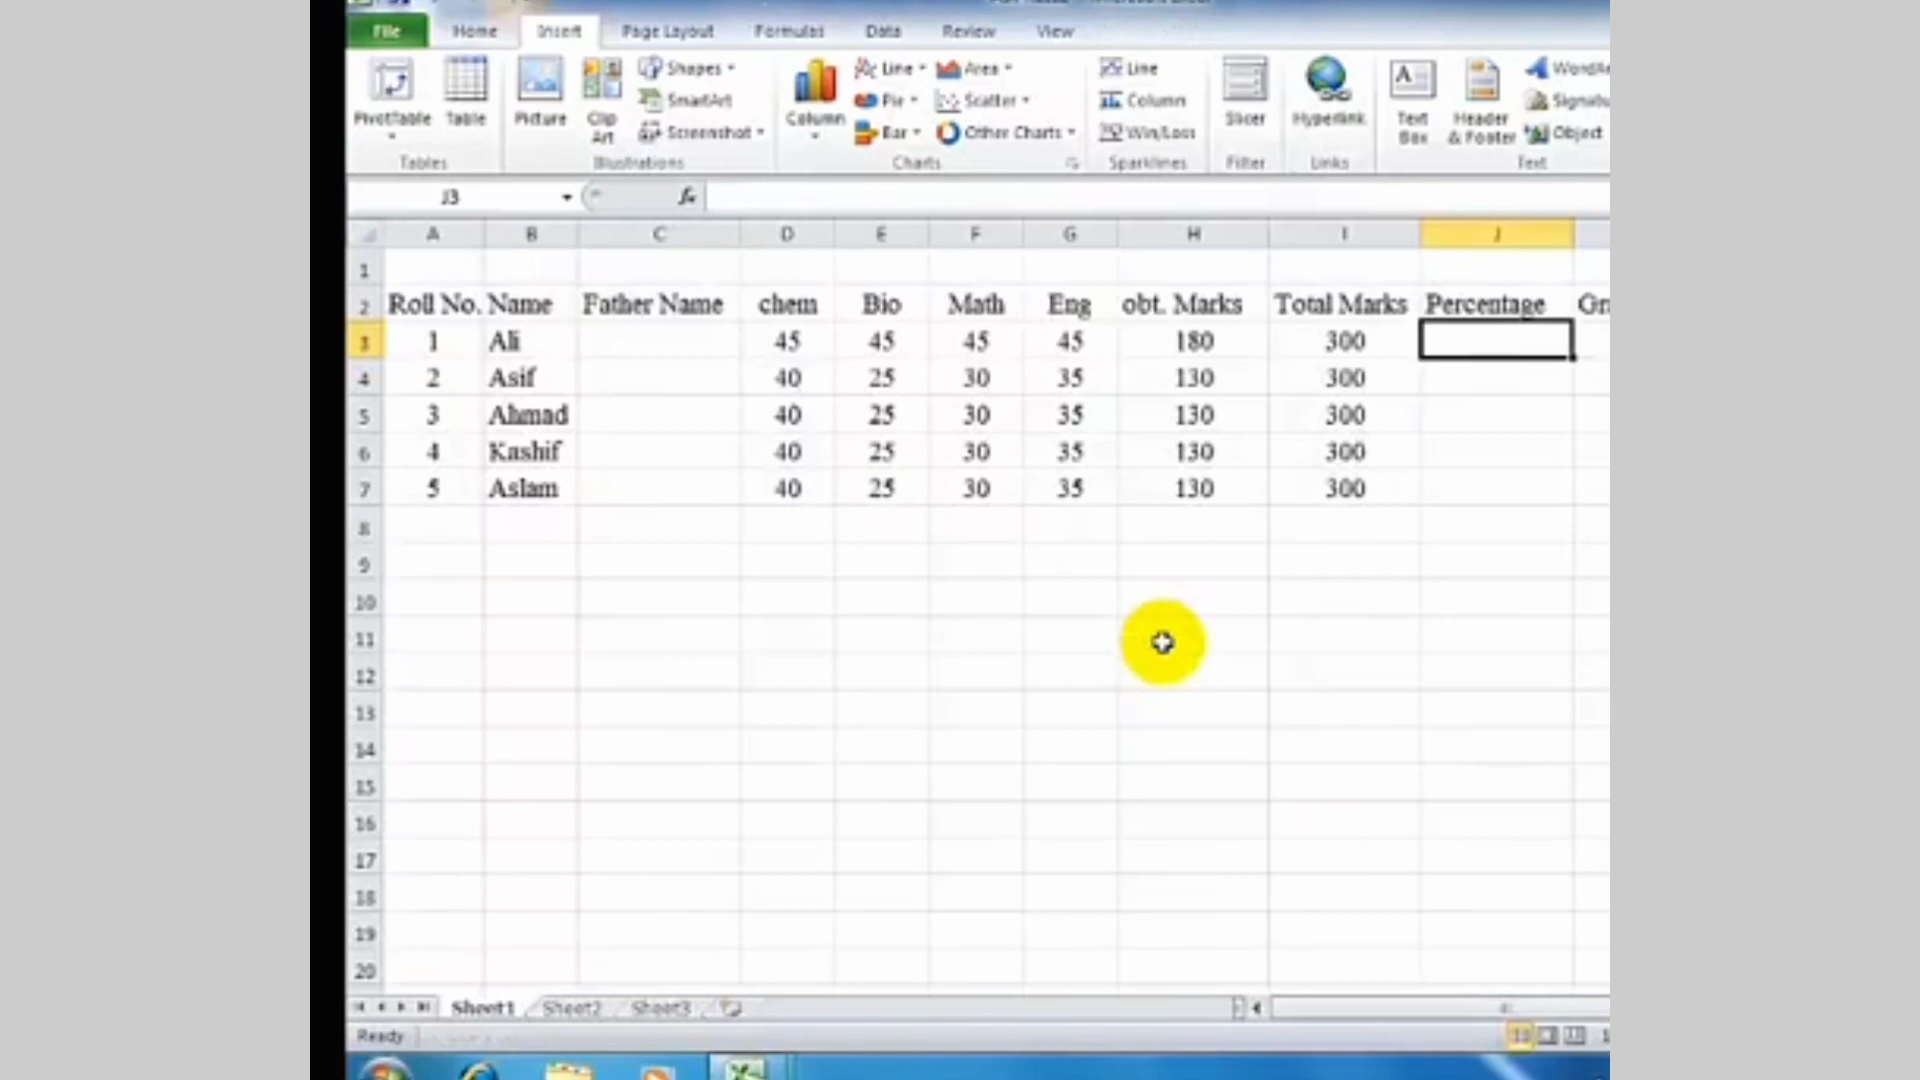 File Home Insert Page Layout Formulas Data Review View
PivotTable Table Picture Clip Art Shapes SmartArt Screenshot Column Line Pie Bar Area Scatter Other Charts Line Column Win/Loss Slicer Hyperlink Text Box Header & Footer Object
Tables Illustrations Charts Sparklines Filter Links Text
J3 fx
A B C D E F G H I J
1
2 Roll No. Name Father Name chem Bio Math Eng obt. Marks Total Marks Percentage
3 1 Ali 45 45 45 45 180 300
4 2 Asif 40 25 30 35 130 300
5 3 Ahmad 40 25 30 35 130 300
6 4 Kashif 40 25 30 35 130 300
7 5 Aslam 40 25 30 35 130 300
8
9
10
11
12
13
14
15
16
17
18
19
20
Sheet1 Sheet2 Sheet3
Ready